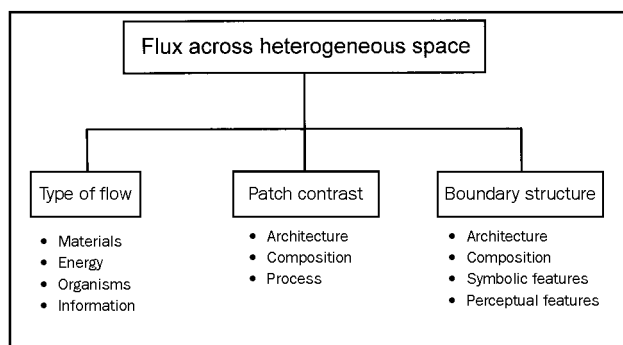 Flux across heterogeneous space
Type of flow
• Materials
• Energy
• Organisms
• Information
Patch contrast
• Architecture
• Composition
• Process
Boundary structure
• Architecture
• Composition
• Symbolic features
• Perceptual features